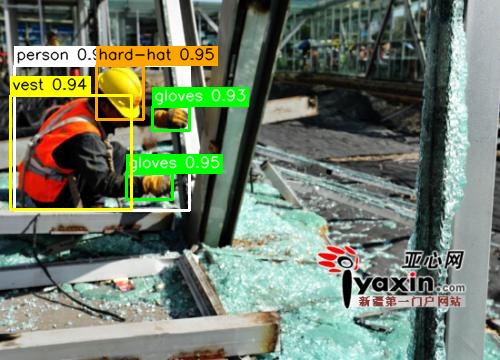 person 0.9
hard-hat 0.95
vest 0.94
gloves 0.93
gloves 0.95
亚心网
iyaxin.com
新疆第一门户网站